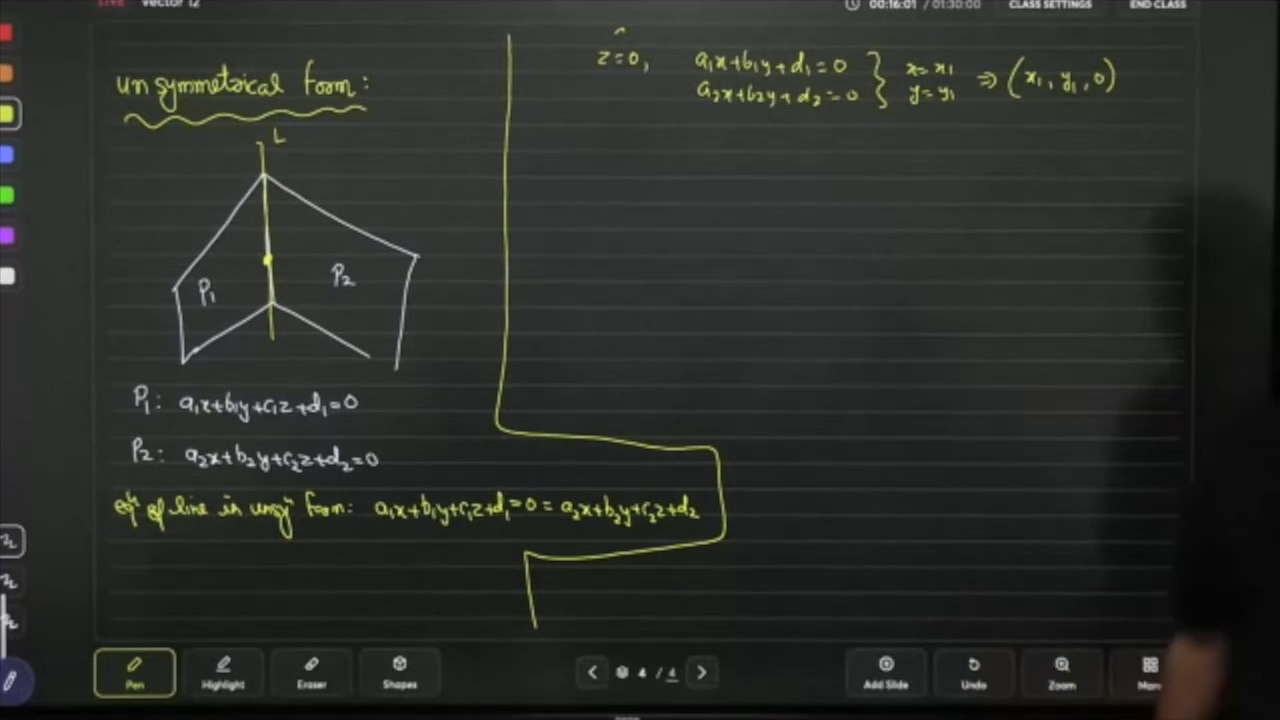 LIVE Vector 12
00:16:01 / 01:30:00 CLASS SETTINGS END CLASS
unsymmetrical form:
L
P₁
P₂
P₁: a₁x+b₁y+c₁z+d₁=0
P₂: a₂x+b₂y+c₂z+d₂=0
eqⁿ of line in unsyᵐ form: a₁x+b₁y+c₁z+d₁=0=a₂x+b₂y+c₂z+d₂
z=0, a₁x+b₁y+d₁=0 } x=x₁ ⇒ (x₁, y₁, 0)
a₂x+b₂y+d₂=0 } y=y₁
Pen Highlight Eraser Shapes 4 / 4 Add Slide Undo Zoom